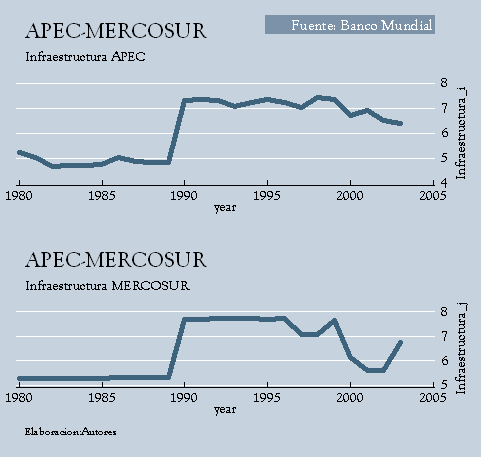 APEC-MERCOSUR
Fuente: Banco Mundial
Infraestructura APEC
8
7
6
5
4
Infraestructura_i
1980 1985 1990 1995 2000 2005
year
APEC-MERCOSUR
Infraestructura MERCOSUR
8
7
6
5
Infraestructura_j
1980 1985 1990 1995 2000 2005
year
Elaboracion:Autores